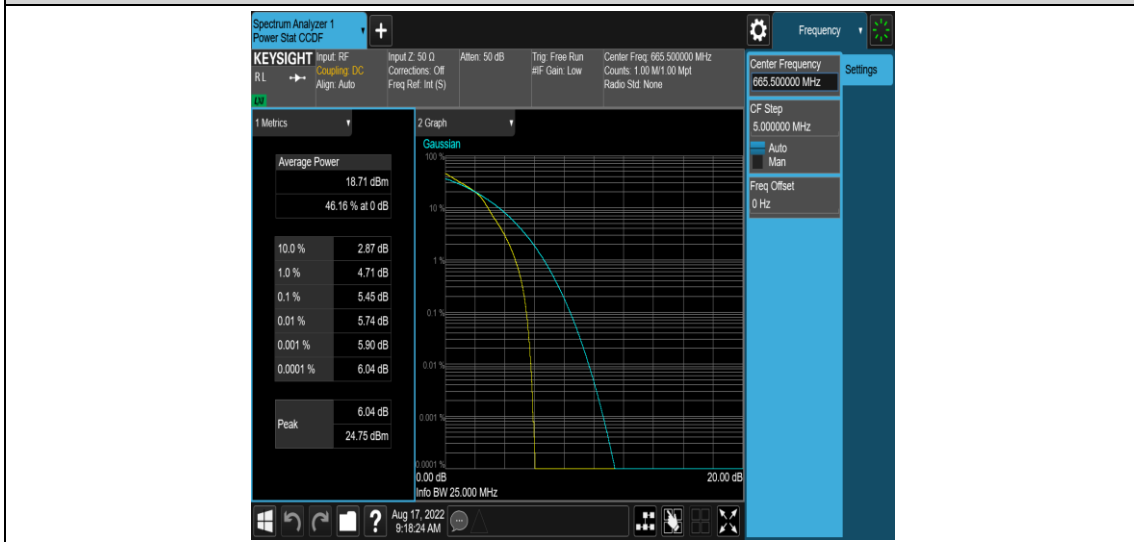 Spectrum Analyzer 1
Power Stat CCDF
Frequency
KEYSIGHT
RL
Input: RF
Coupling: DC
Align: Auto
Input Z: 50 Ω
Corrections: Off
Freq Ref: Int (S)
Atten: 50 dB
Trig: Free Run
#IF Gain: Low
Center Freq: 665.500000 MHz
Counts: 1.00 M/1.00 Mpt
Radio Std: None
Center Frequency
665.500000 MHz
Settings
CF Step
5.000000 MHz
Auto
Man
Freq Offset
0 Hz
1 Metrics
Average Power
18.71 dBm
46.16 % at 0 dB
10.0 % 2.87 dB
1.0 % 4.71 dB
0.1 % 5.45 dB
0.01 % 5.74 dB
0.001 % 5.90 dB
0.0001 % 6.04 dB
Peak
6.04 dB
24.75 dBm
2 Graph
Gaussian
100 %
10 %
1 %
0.1 %
0.01 %
0.001 %
0.0001 %
0.00 dB 20.00 dB
Info BW 25.000 MHz
?
Aug 17, 2022
9:18:24 AM